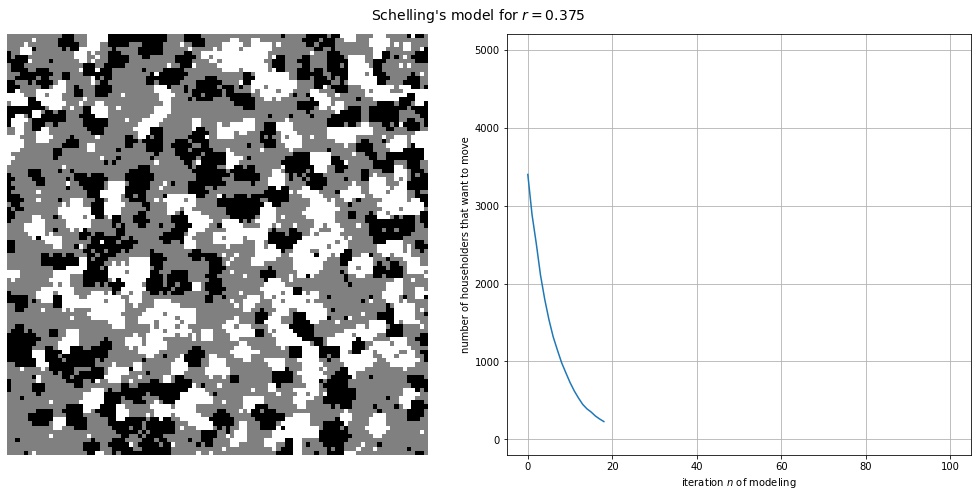 Schelling's model for r = 0.375
number of householders that want to move
5000
4000
3000
2000
1000
0
0 20 40 60 80 100
iteration n of modeling